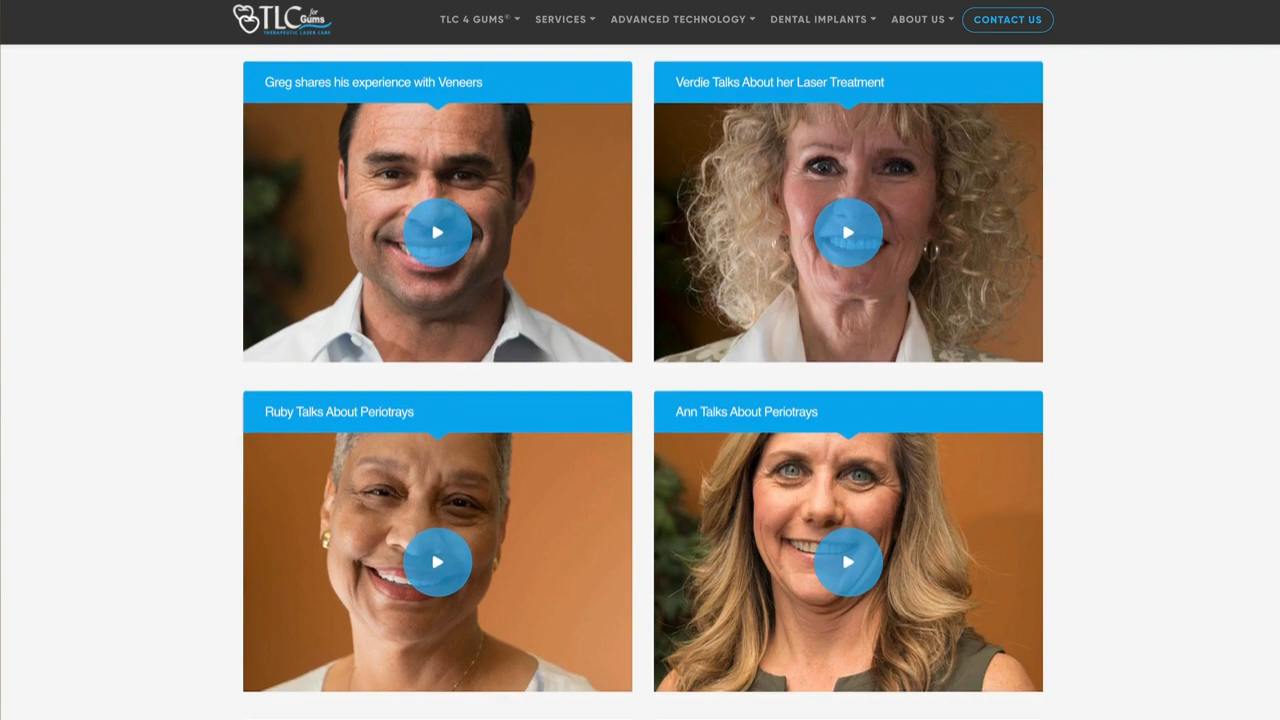 TLC for Gums
THERAPEUTIC LASER CARE
TLC 4 GUMS® SERVICES ADVANCED TECHNOLOGY DENTAL IMPLANTS ABOUT US CONTACT US
Greg shares his experience with Veneers
Verdie Talks About her Laser Treatment
Ruby Talks About Periotrays
Ann Talks About Periotrays